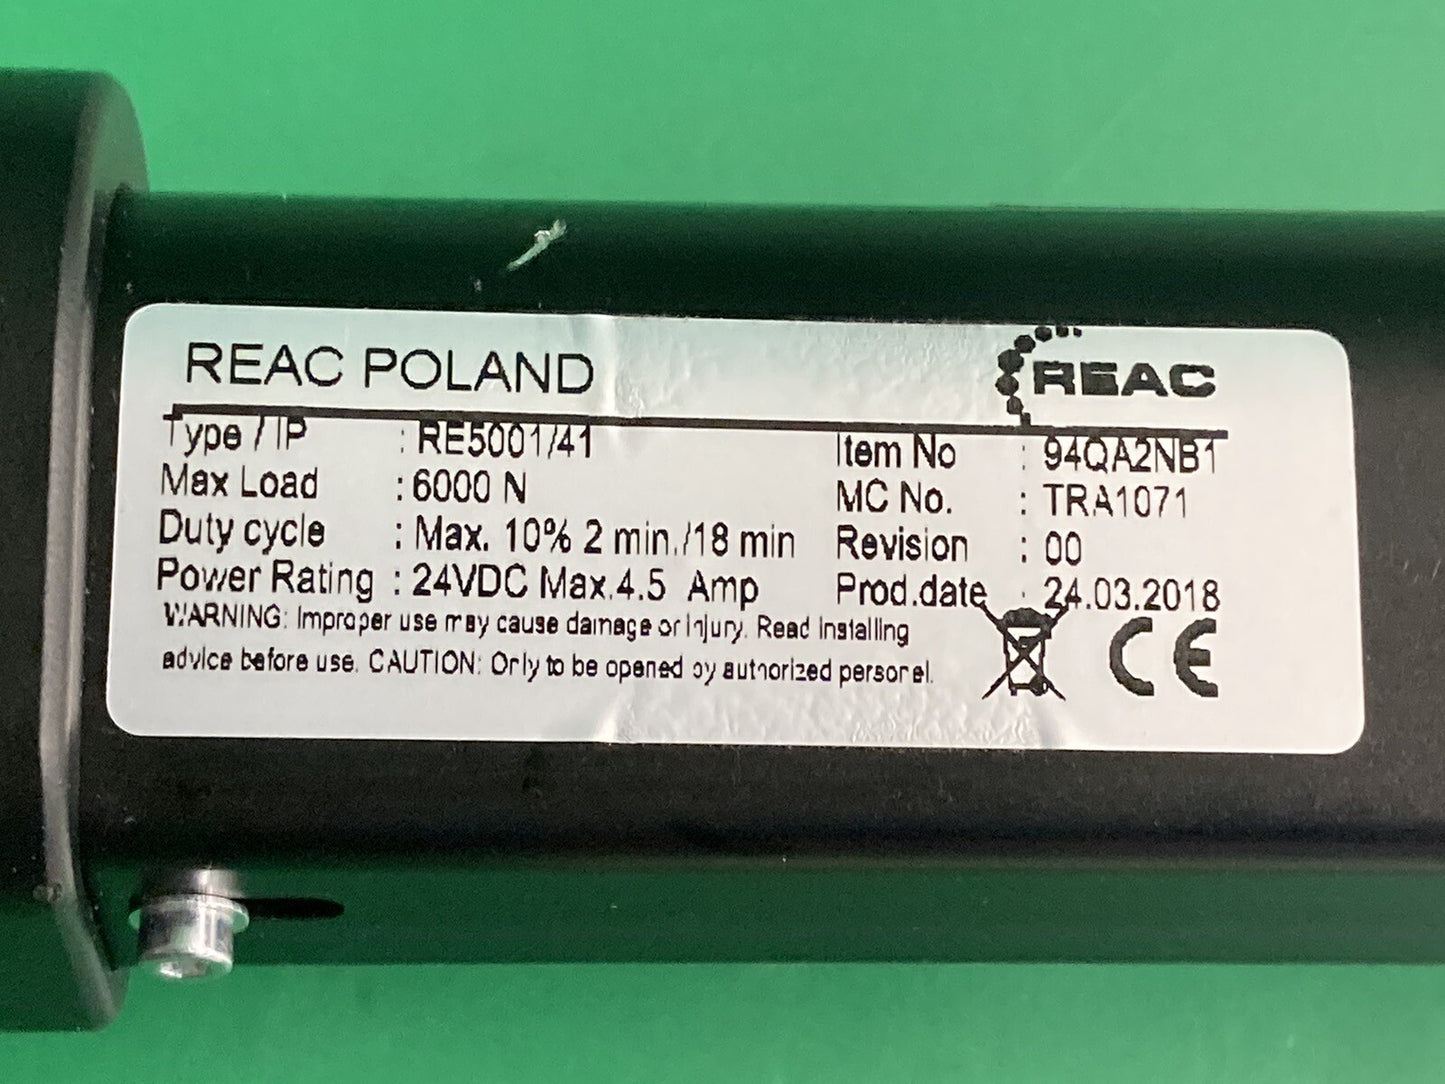 REAC POLAND
REAC
Type / IP : RE5001/41 Item No : 94QA2NB1
Max Load : 6000 N MC No. : TRA1071
Duty cycle : Max. 10% 2 min./18 min Revision : 00
Power Rating : 24VDC Max.4.5 Amp Prod.date : 24.03.2018
WARNING: Improper use may cause damage or injury. Read Installing
advice before use. CAUTION: Only to be opened by authorized personel.
CE